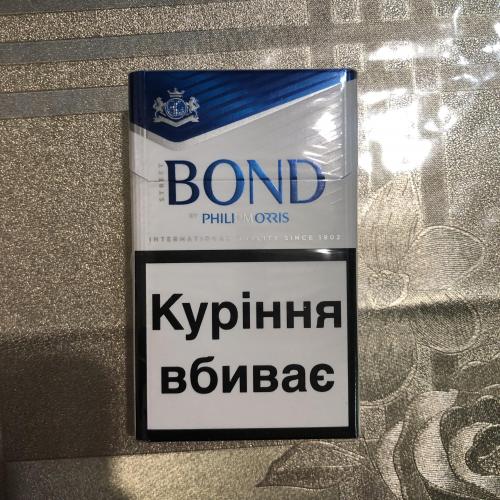 STREET
BOND
BY PHILIP MORRIS
INTERNATIONAL QUALITY SINCE 1902
Куріння
вбиває